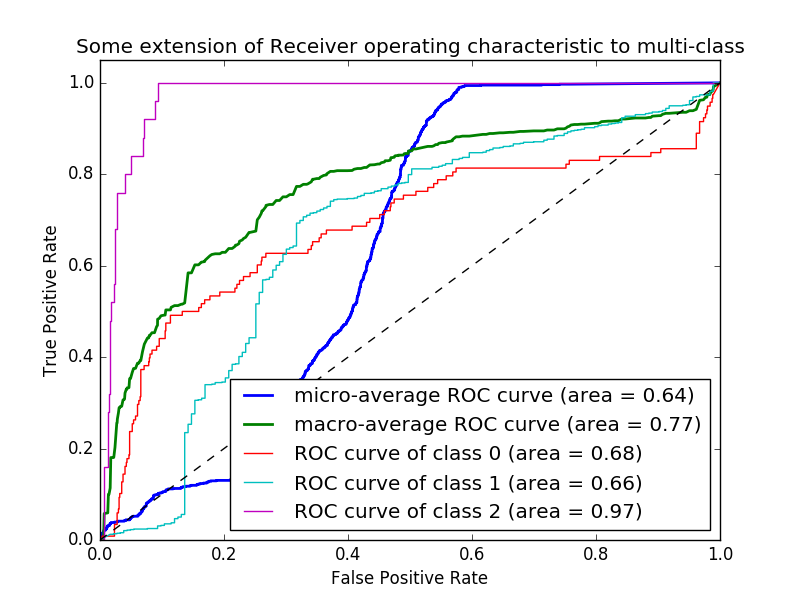 Some extension of Receiver operating characteristic to multi-class
1.0
0.8
0.6
0.4
0.2
0.0
True Positive Rate
micro-average ROC curve (area = 0.64)
macro-average ROC curve (area = 0.77)
ROC curve of class 0 (area = 0.68)
ROC curve of class 1 (area = 0.66)
ROC curve of class 2 (area = 0.97)
0.0 0.2 0.4 0.6 0.8 1.0
False Positive Rate